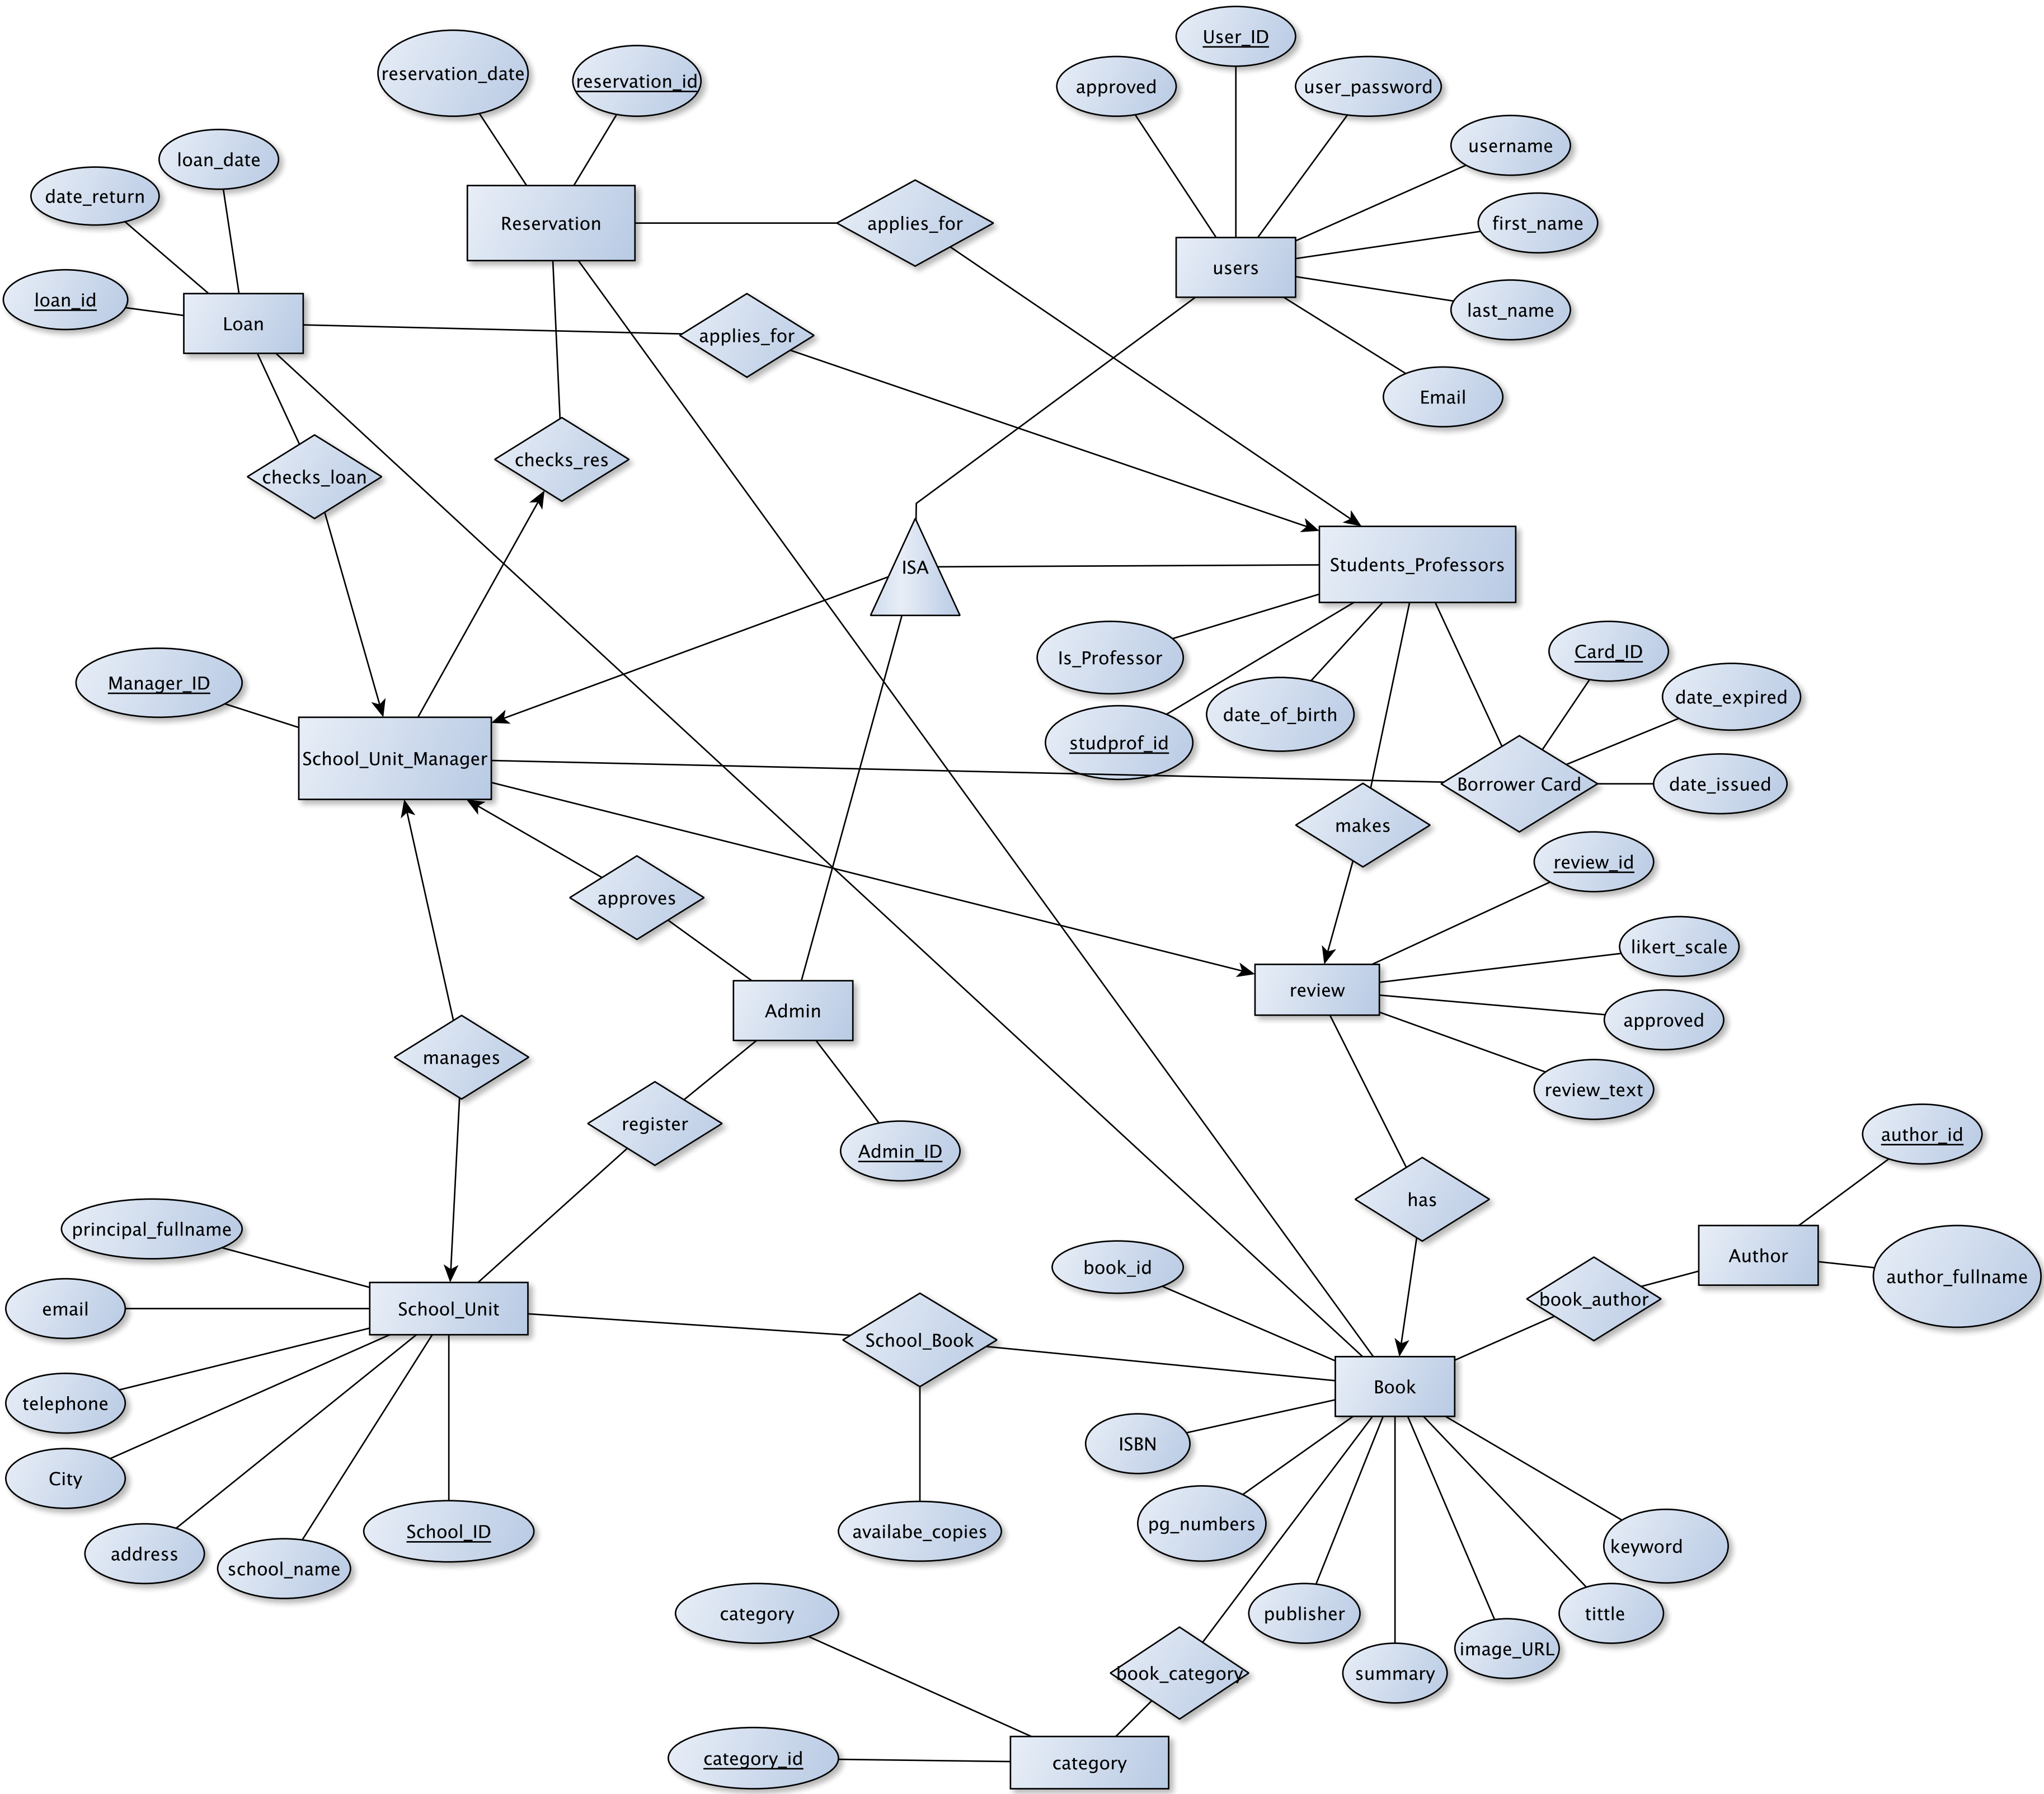 User_ID
reservation_date
reservation_id
approved
user_password
username
loan_date
date_return
Reservation
applies_for
first_name
users
loan_id
Loan
last_name
applies_for
Email
checks_res
checks_loan
ISA
Students_Professors
Is_Professor
Card_ID
Manager_ID
date_expired
date_of_birth
studprof_id
School_Unit_Manager
Borrower Card
date_issued
makes
review_id
approves
likert_scale
review
Admin
approved
manages
review_text
register
Admin_ID
author_id
has
principal_fullname
Author
book_id
author_fullname
book_author
email
School_Unit
School_Book
Book
telephone
ISBN
City
pg_numbers
School_ID
availabe_copies
keyword
address
school_name
category
publisher
tittle
image_URL
book_category
summary
category_id
category